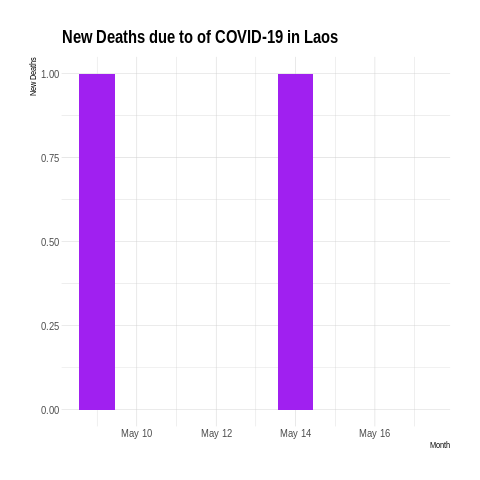 New Deaths due to of COVID-19 in Laos
New Deaths
1.00
0.75
0.50
0.25
0.00
May 10
May 12
May 14
May 16
Month